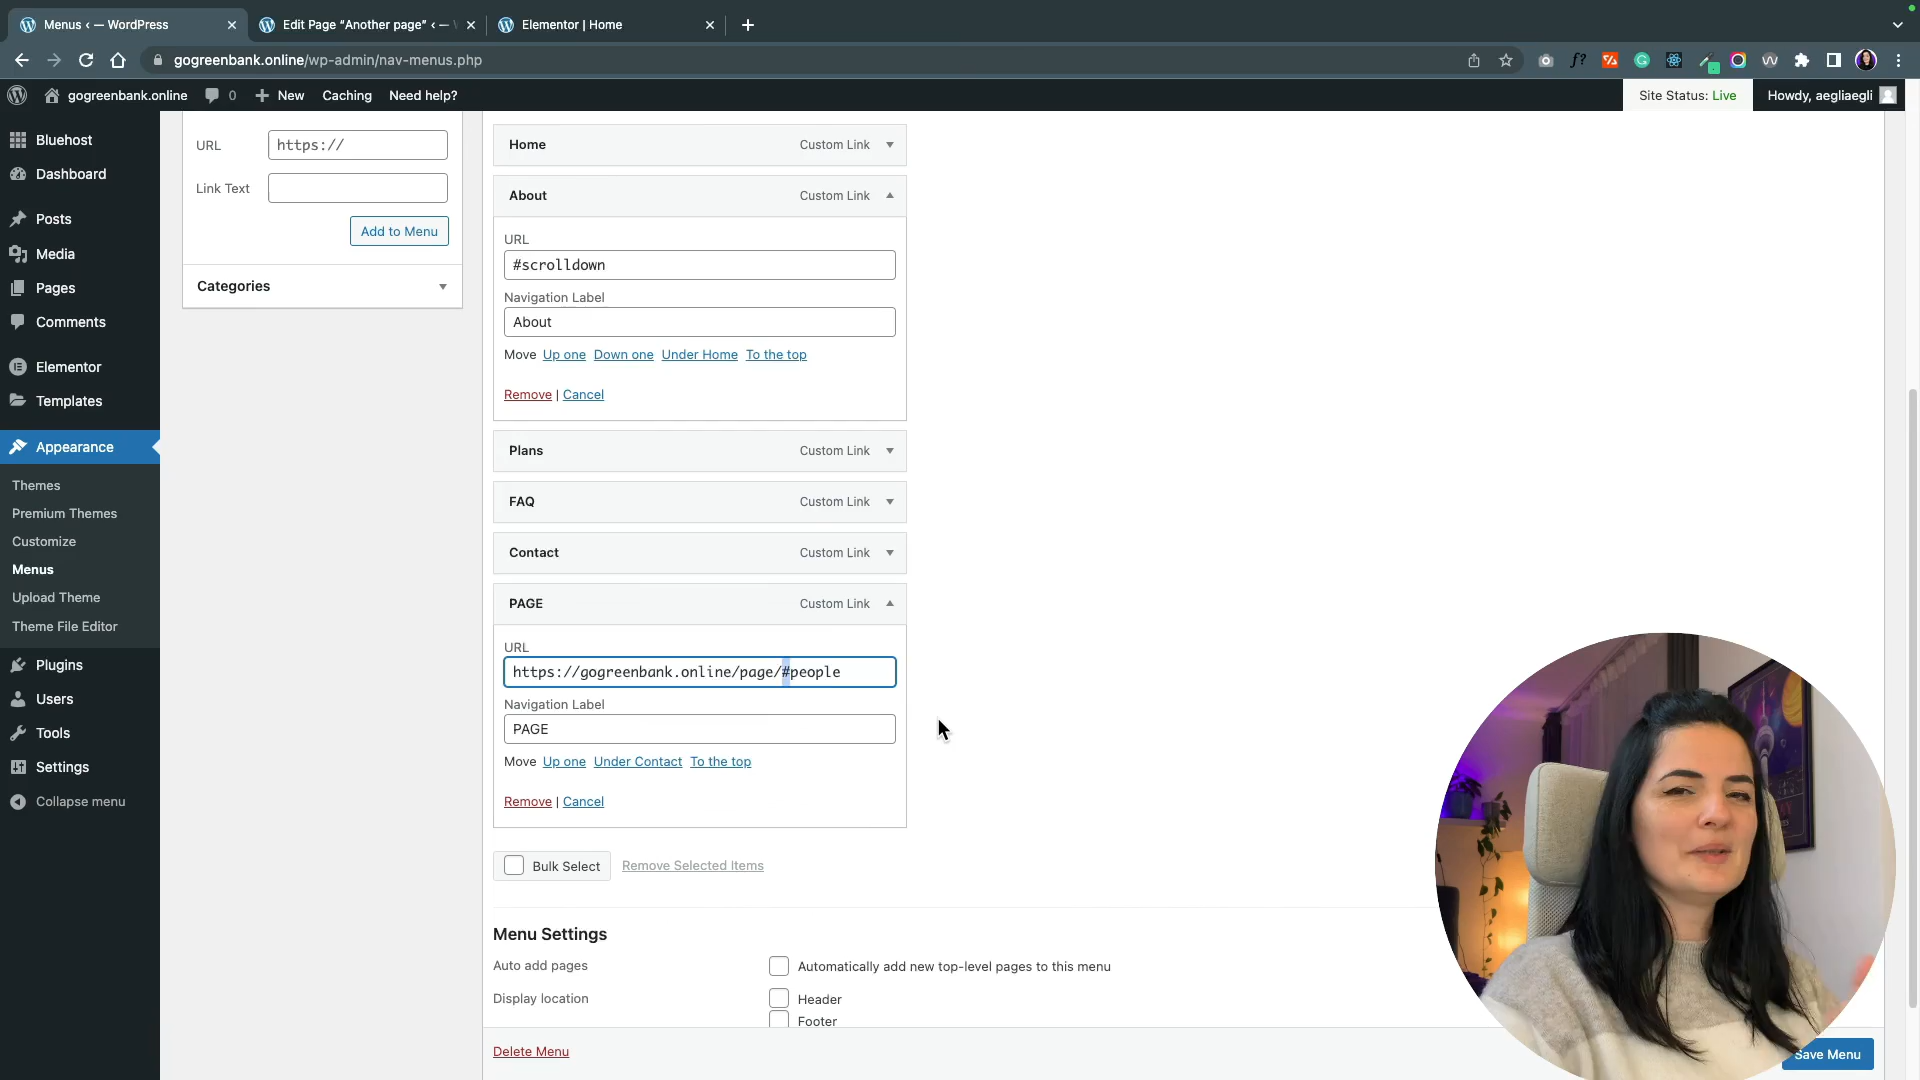 Menus ‹ — WordPress
Edit Page “Another page” ‹ —
Elementor | Home
gogreenbank.online/wp-admin/nav-menus.php
gogreenbank.online
0
New
Caching
Need help?
Site Status: Live
Howdy, aegliaegli
Bluehost
Dashboard
Posts
Media
Pages
Comments
Elementor
Templates
Appearance
Themes
Premium Themes
Customize
Menus
Upload Theme
Theme File Editor
Plugins
Users
Tools
Settings
Collapse menu
URL
https://
Link Text
Add to Menu
Categories
Home
Custom Link
About
Custom Link
URL
#scrolldown
Navigation Label
About
Move Up one Down one Under Home To the top
Remove | Cancel
Plans
Custom Link
FAQ
Custom Link
Contact
Custom Link
PAGE
Custom Link
URL
https://gogreenbank.online/page/#people
Navigation Label
PAGE
Move Up one Under Contact To the top
Remove | Cancel
Bulk Select
Remove Selected Items
Menu Settings
Auto add pages
Automatically add new top-level pages to this menu
Display location
Header
Footer
Delete Menu
Save Menu